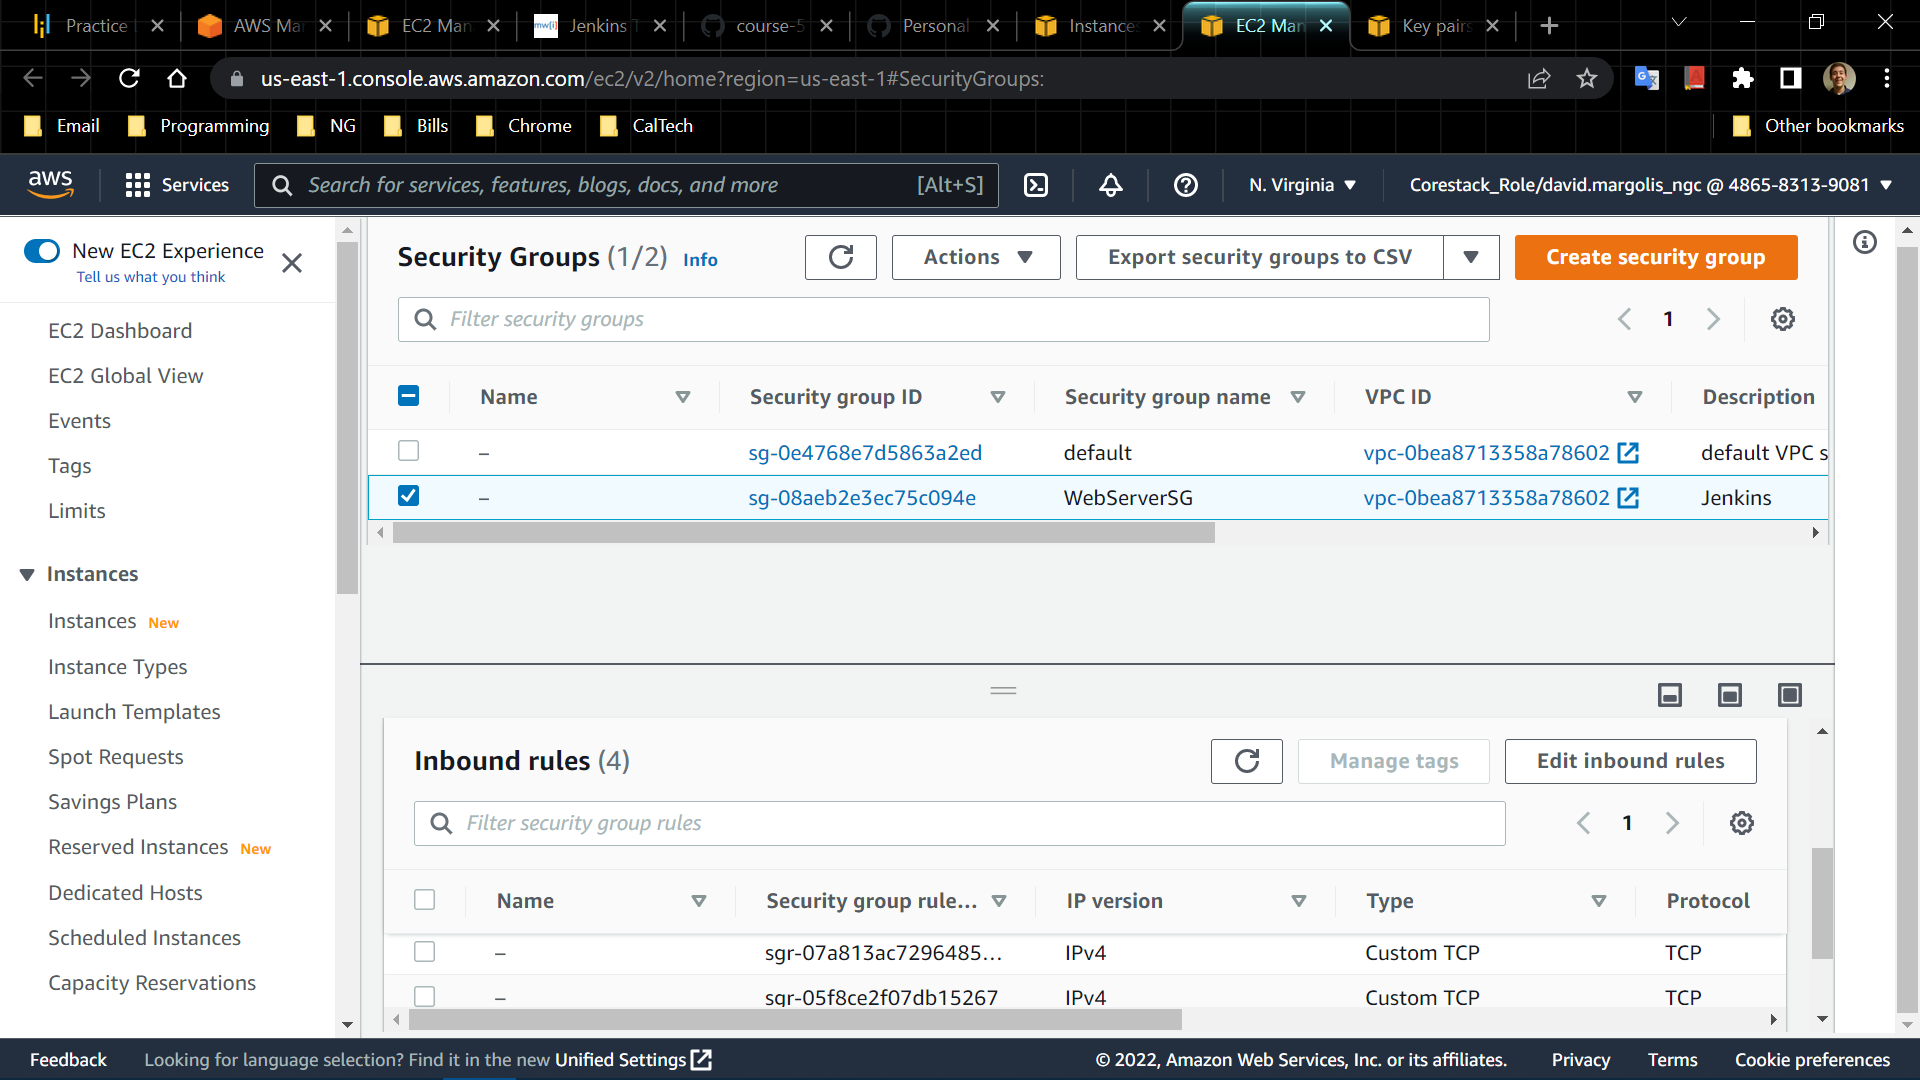 Practice
AWS Mar
EC2 Man
Jenkins T
course-5
Personal
Instances
EC2 Man
Key pairs
us-east-1.console.aws.amazon.com/ec2/v2/home?region=us-east-1#SecurityGroups:
Email
Programming
NG
Bills
Chrome
CalTech
Other bookmarks
aws
Services
Search for services, features, blogs, docs, and more
[Alt+S]
N. Virginia
Corestack_Role/david.margolis_ngc @ 4865-8313-9081
New EC2 Experience
Tell us what you think
EC2 Dashboard
EC2 Global View
Events
Tags
Limits
Instances
Instances New
Instance Types
Launch Templates
Spot Requests
Savings Plans
Reserved Instances New
Dedicated Hosts
Scheduled Instances
Capacity Reservations
Security Groups (1/2) Info
Actions
Export security groups to CSV
Create security group
Filter security groups
1
Name Security group ID Security group name VPC ID Description
– sg-0e4768e7d5863a2ed default vpc-0bea8713358a78602 default VPC s
– sg-08aeb2e3ec75c094e WebServerSG vpc-0bea8713358a78602 Jenkins
Inbound rules (4)
Manage tags
Edit inbound rules
Filter security group rules
1
Name Security group rule... IP version Type Protocol
– sgr-07a813ac7296485... IPv4 Custom TCP TCP
– sgr-05f8ce2f07db15267 IPv4 Custom TCP TCP
Feedback
Looking for language selection? Find it in the new Unified Settings
© 2022, Amazon Web Services, Inc. or its affiliates.
Privacy
Terms
Cookie preferences